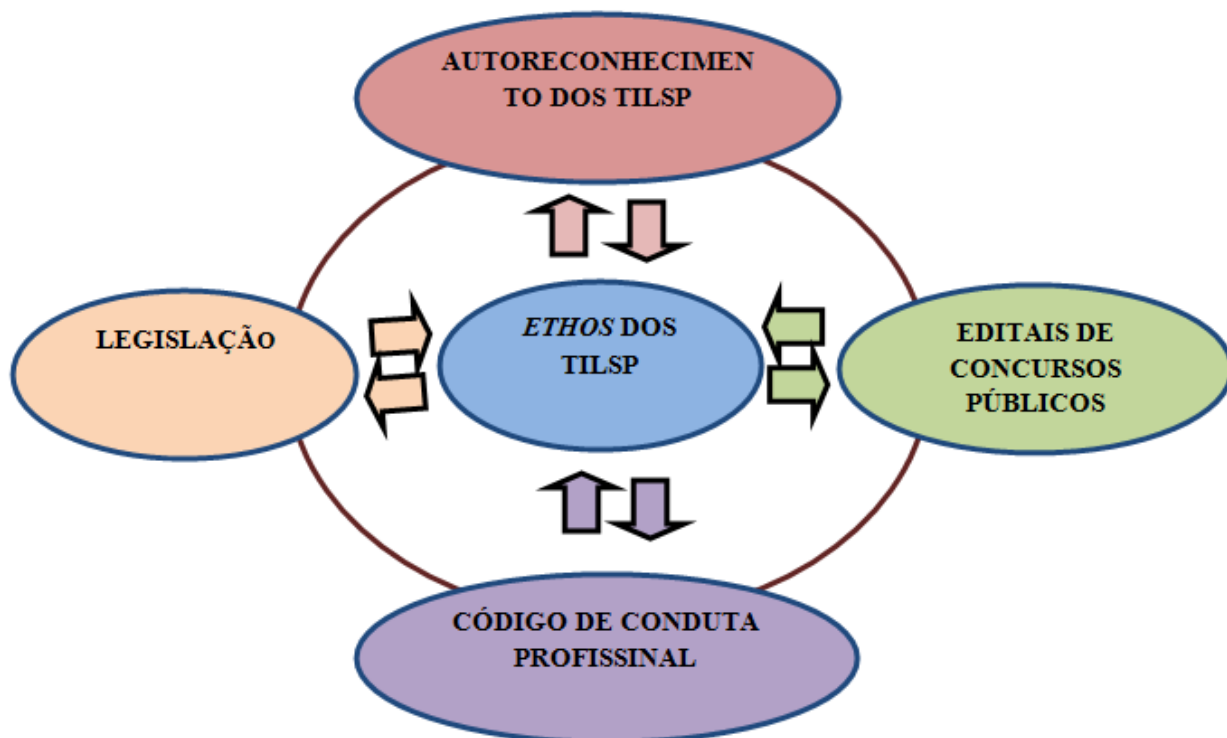 AUTORECONHECIMEN
TO DOS TILSP
LEGISLAÇÃO
ETHOS DOS
TILSP
EDITAIS DE
CONCURSOS
PÚBLICOS
CÓDIGO DE CONDUTA
PROFISSINAL